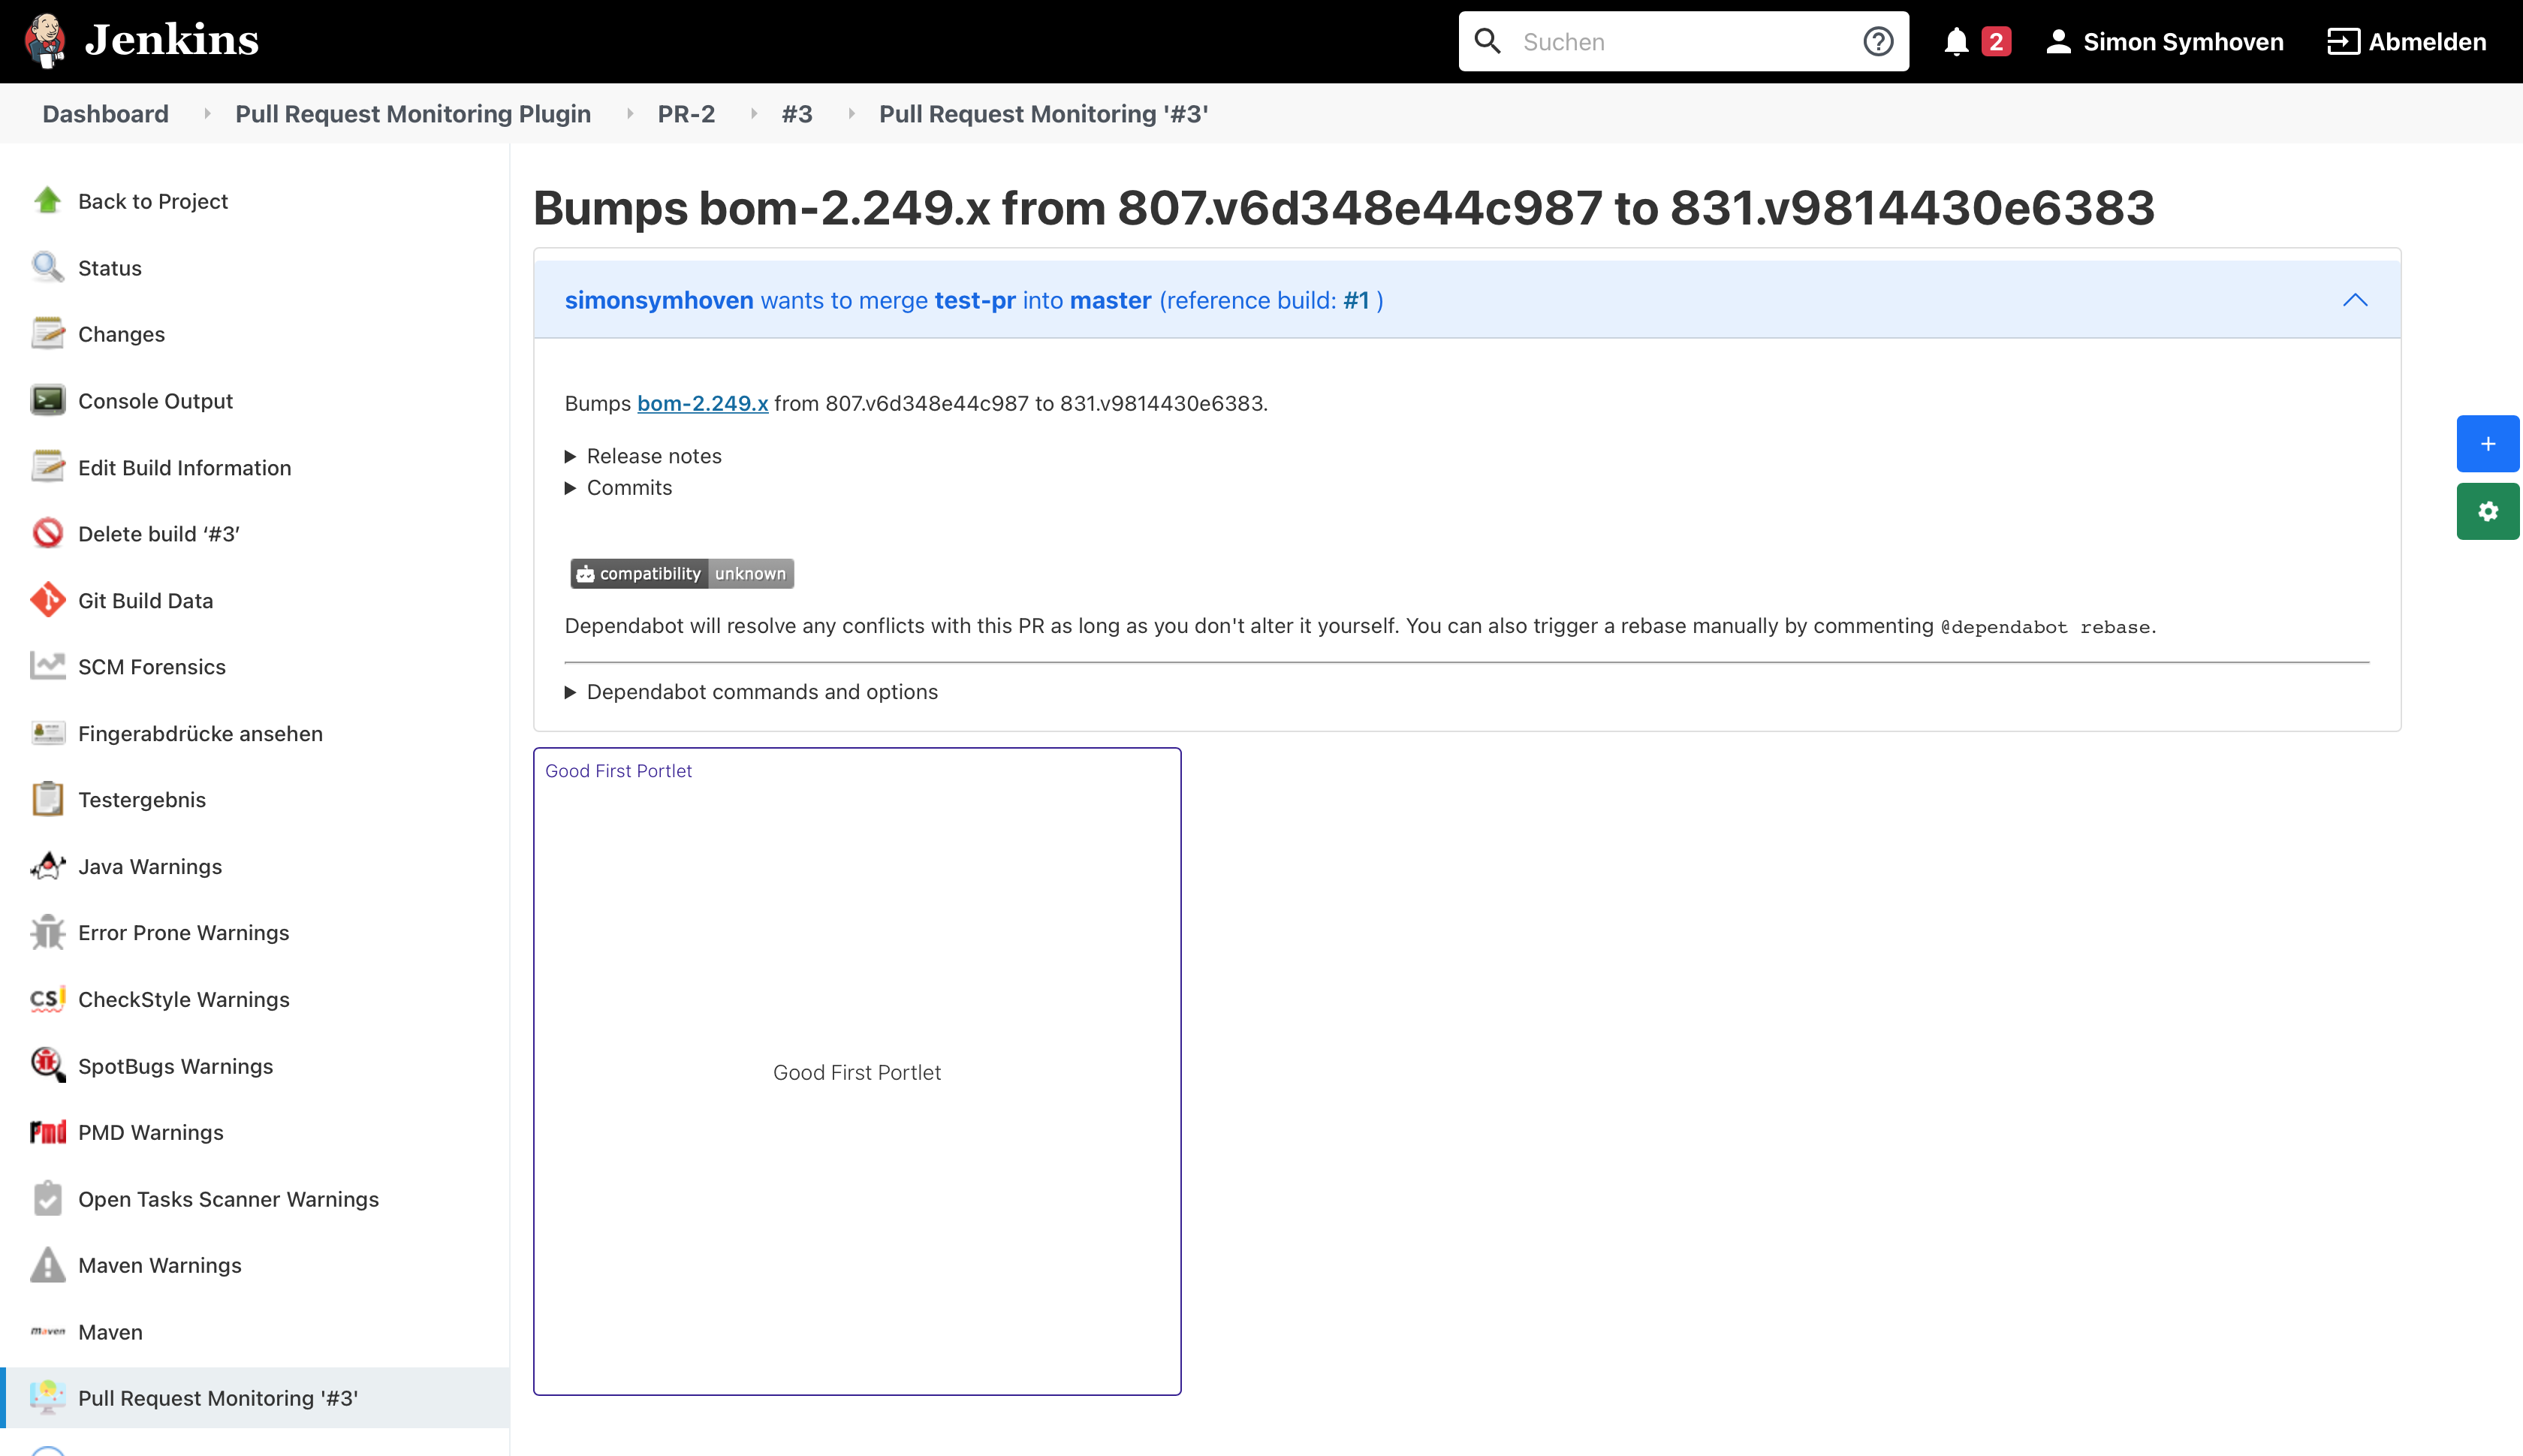 Jenkins
Suchen
2
Simon Symhoven
Abmelden
Dashboard
Pull Request Monitoring Plugin
PR-2
#3
Pull Request Monitoring '#3'
Back to Project
Status
Changes
Console Output
Edit Build Information
Delete build ‘#3’
Git Build Data
SCM Forensics
Fingerabdrücke ansehen
Testergebnis
Java Warnings
Error Prone Warnings
CheckStyle Warnings
SpotBugs Warnings
PMD Warnings
Open Tasks Scanner Warnings
Maven Warnings
Maven
Pull Request Monitoring '#3'
Bumps bom-2.249.x from 807.v6d348e44c987 to 831.v9814430e6383
simonsymhoven wants to merge test-pr into master (reference build: #1 )
Bumps bom-2.249.x from 807.v6d348e44c987 to 831.v9814430e6383.
Release notes
Commits
compatibility unknown
Dependabot will resolve any conflicts with this PR as long as you don't alter it yourself. You can also trigger a rebase manually by commenting @dependabot rebase.
Dependabot commands and options
Good First Portlet
Good First Portlet